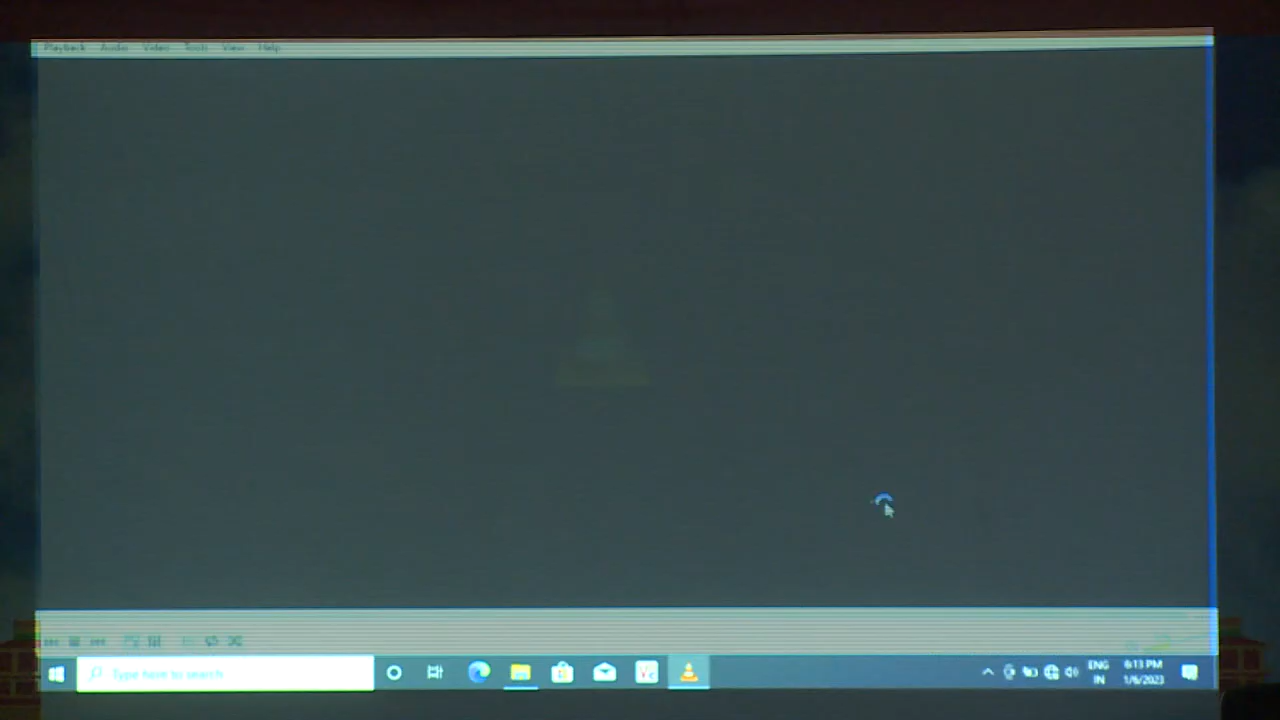 Playback Audio Video Tools View Help
Type here to search
ENG
IN
6:13 PM
1/6/2023